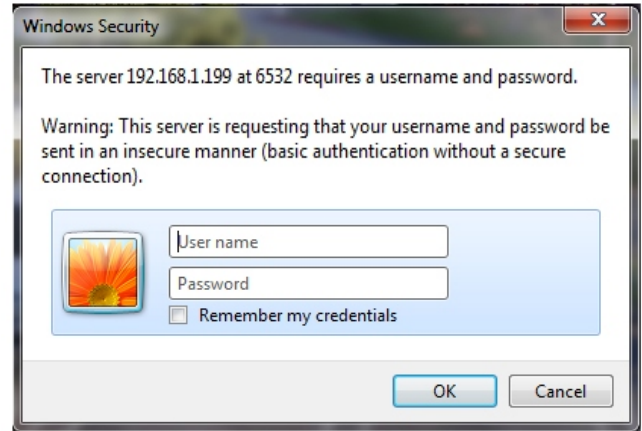 Windows Security
The server 192.168.1.199 at 6532 requires a username and password.
Warning: This server is requesting that your username and password be
sent in an insecure manner (basic authentication without a secure
connection).
User name
Password
Remember my credentials
OK
Cancel